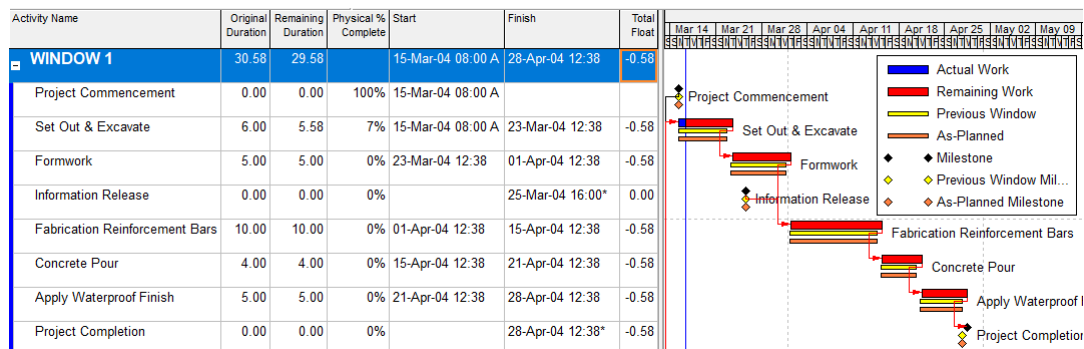 Activity Name Original Duration Remaining Duration Physical % Complete Start Finish Total Float
Mar 14 Mar 21 Mar 28 Apr 04 Apr 11 Apr 18 Apr 25 May 02 May 09
WINDOW 1 30.58 29.58 15-Mar-04 08:00 A 28-Apr-04 12:38 -0.58
Project Commencement 0.00 0.00 100% 15-Mar-04 08:00 A
Set Out & Excavate 6.00 5.58 7% 15-Mar-04 08:00 A 23-Mar-04 12:38 -0.58
Formwork 5.00 5.00 0% 23-Mar-04 12:38 01-Apr-04 12:38 -0.58
Information Release 0.00 0.00 0% 25-Mar-04 16:00* 0.00
Fabrication Reinforcement Bars 10.00 10.00 0% 01-Apr-04 12:38 15-Apr-04 12:38 -0.58
Concrete Pour 4.00 4.00 0% 15-Apr-04 12:38 21-Apr-04 12:38 -0.58
Apply Waterproof Finish 5.00 5.00 0% 21-Apr-04 12:38 28-Apr-04 12:38 -0.58
Project Completion 0.00 0.00 0% 28-Apr-04 12:38* -0.58
Project Commencement
Set Out & Excavate
Formwork
Information Release
Fabrication Reinforcement Bars
Concrete Pour
Apply Waterproof
Project Completion
Actual Work
Remaining Work
Previous Window
As-Planned
Milestone
Previous Window Mil...
As-Planned Milestone